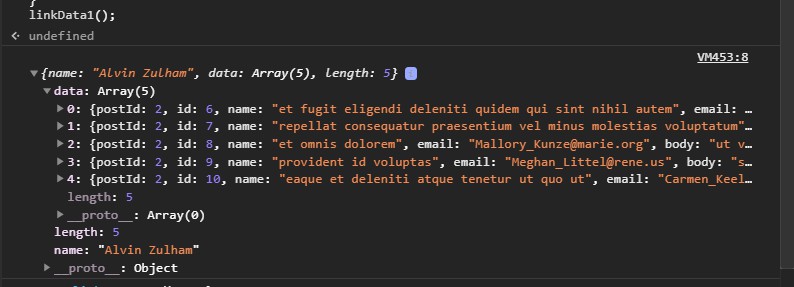 }
linkData1();
undefined
VM453:8
{name: "Alvin Zulham", data: Array(5), length: 5} i
data: Array(5)
0: {postId: 2, id: 6, name: "et fugit eligendi deleniti quidem qui sint nihil autem", email: …
1: {postId: 2, id: 7, name: "repellat consequatur praesentium vel minus molestias voluptatum"…
2: {postId: 2, id: 8, name: "et omnis dolorem", email: "Mallory_Kunze@marie.org", body: "ut v…
3: {postId: 2, id: 9, name: "provident id voluptas", email: "Meghan_Littel@rene.us", body: "s…
4: {postId: 2, id: 10, name: "eaque et deleniti atque tenetur ut quo ut", email: "Carmen_Keel…
length: 5
__proto__: Array(0)
length: 5
name: "Alvin Zulham"
__proto__: Object